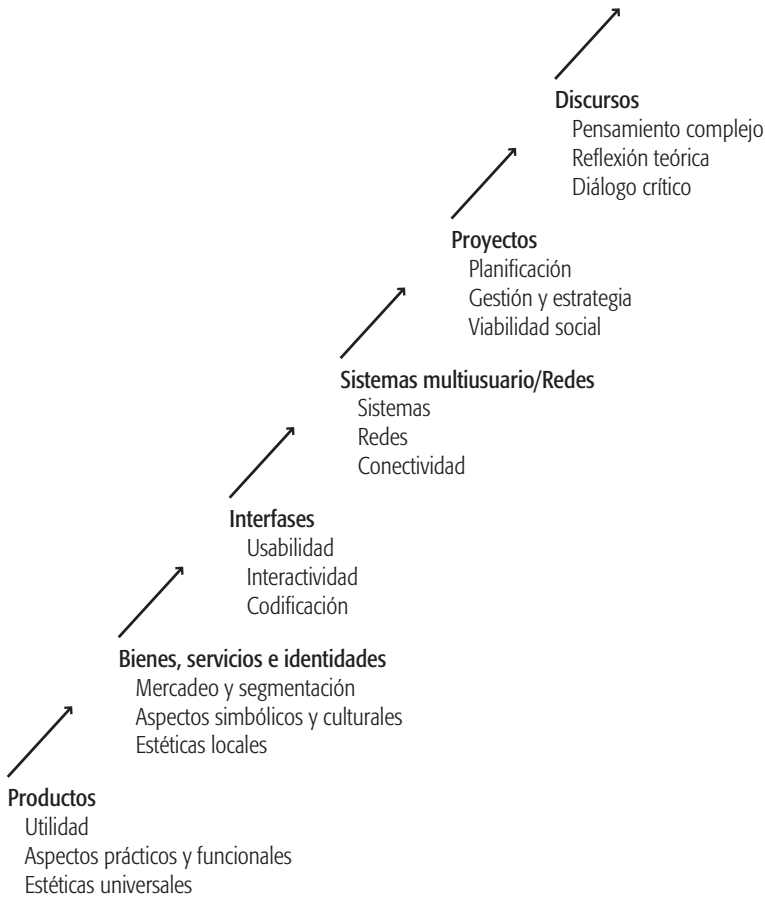 Discursos
Pensamiento complejo
Reflexión teórica
Diálogo crítico
Proyectos
Planificación
Gestión y estrategia
Viabilidad social
Sistemas multiusuario/Redes
Sistemas
Redes
Conectividad
Interfases
Usabilidad
Interactividad
Codificación
Bienes, servicios e identidades
Mercadeo y segmentación
Aspectos simbólicos y culturales
Estéticas locales
Productos
Utilidad
Aspectos prácticos y funcionales
Estéticas universales